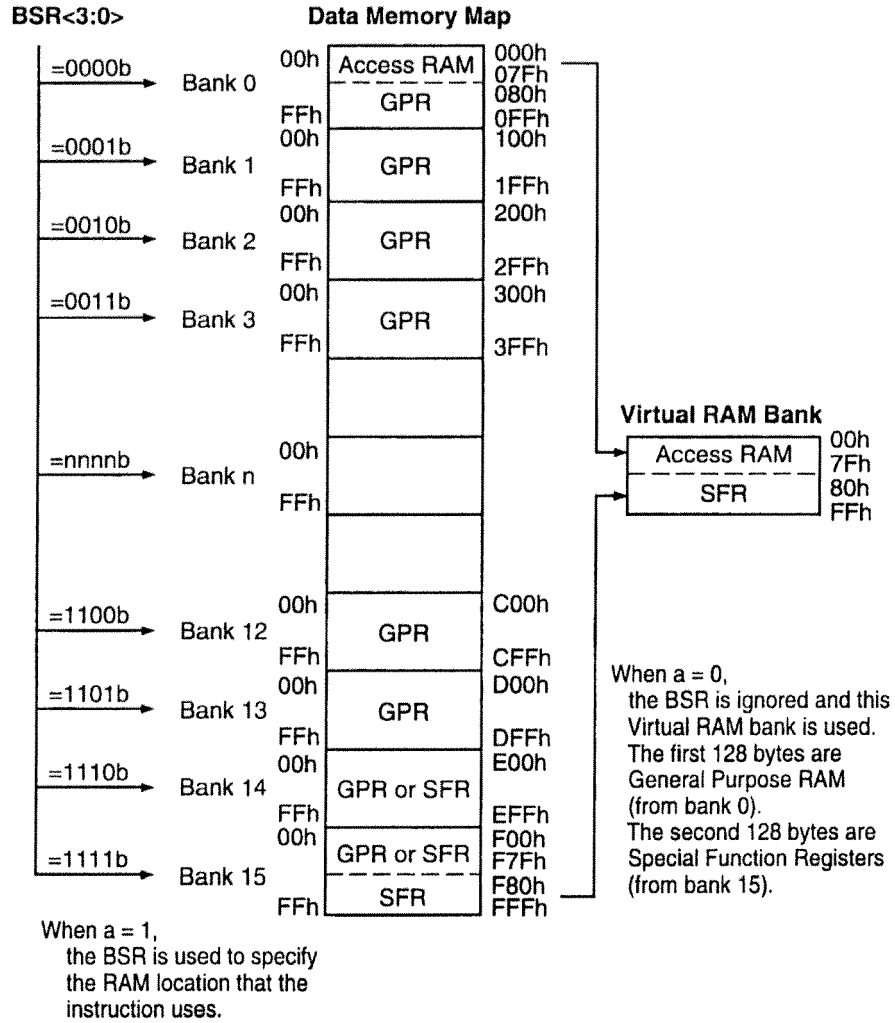 BSR<3:0>
Data Memory Map
=0000b
Bank 0
00h
Access RAM
000h
07Fh
GPR
080h
FFh
0FFh
=0001b
Bank 1
00h
GPR
100h
FFh
1FFh
=0010b
Bank 2
00h
GPR
200h
FFh
2FFh
=0011b
Bank 3
00h
GPR
300h
FFh
3FFh
=nnnnb
Bank n
00h
FFh
Virtual RAM Bank
Access RAM
00h
7Fh
SFR
80h
FFh
=1100b
Bank 12
00h
GPR
C00h
FFh
CFFh
=1101b
Bank 13
00h
GPR
D00h
FFh
DFFh
=1110b
Bank 14
00h
GPR or SFR
E00h
FFh
EFFh
=1111b
Bank 15
00h
GPR or SFR
F00h
F7Fh
SFR
F80h
FFh
FFFh
When a = 0,
the BSR is ignored and this
Virtual RAM bank is used.
The first 128 bytes are
General Purpose RAM
(from bank 0).
The second 128 bytes are
Special Function Registers
(from bank 15).
When a = 1,
the BSR is used to specify
the RAM location that the
instruction uses.